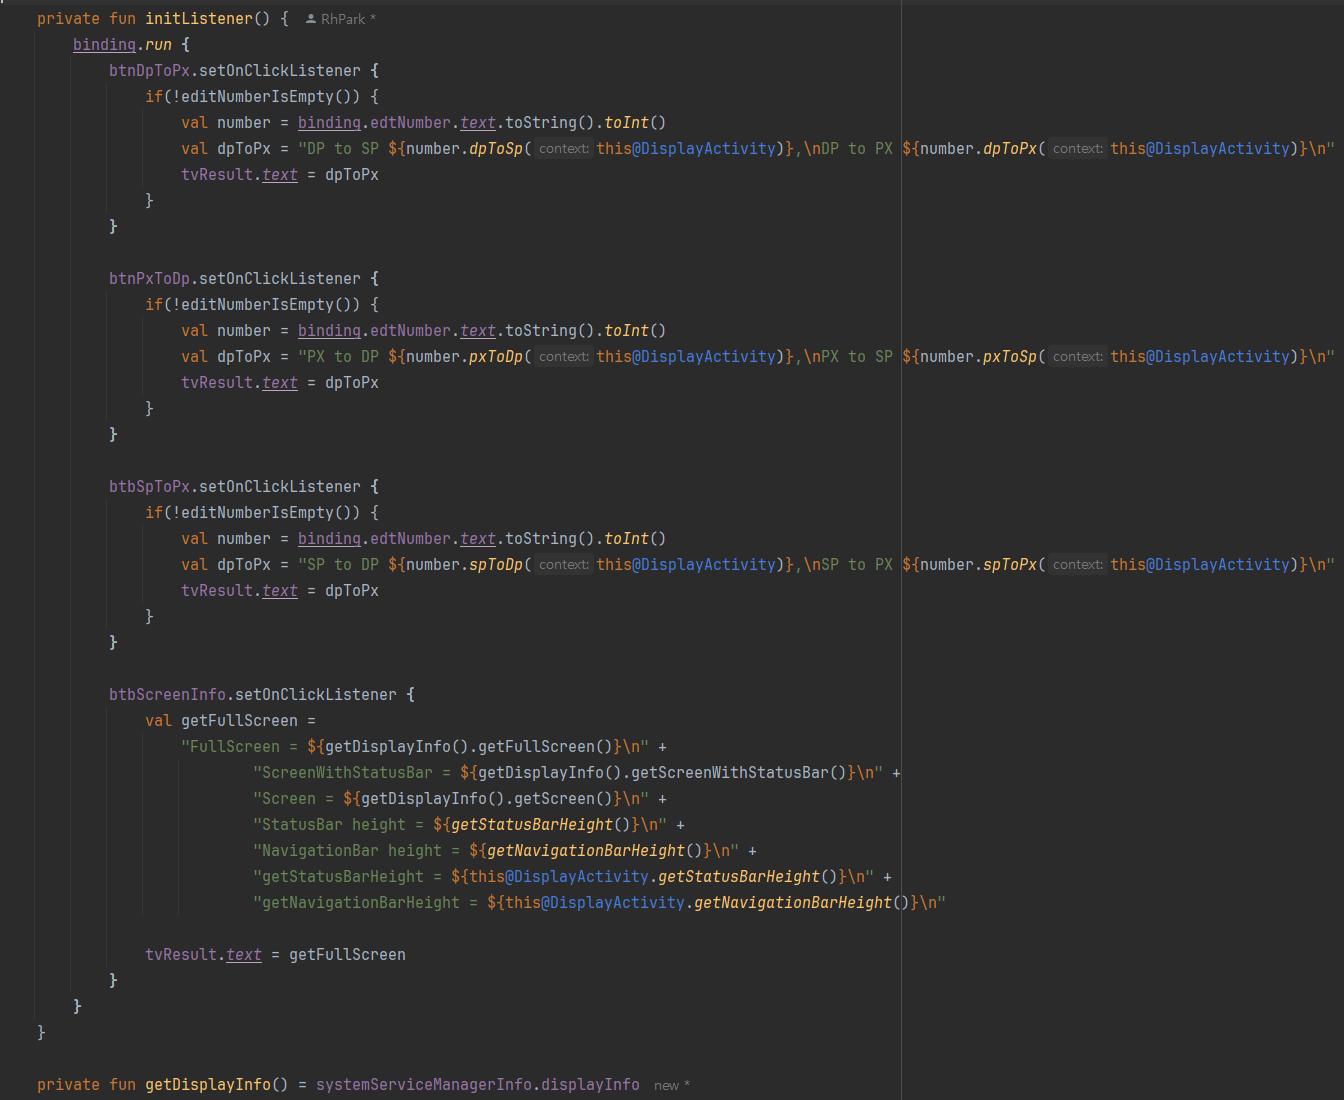 private fun initListener() {  RhPark *
    binding.run {
        btnDpToPx.setOnClickListener {
            if(!editNumberIsEmpty()) {
                val number = binding.edtNumber.text.toString().toInt()
                val dpToPx = "DP to SP ${number.dpToSp( context: this@DisplayActivity)},\nDP to PX ${number.dpToPx( context: this@DisplayActivity)}\n"
                tvResult.text = dpToPx
            }
        }

        btnPxToDp.setOnClickListener {
            if(!editNumberIsEmpty()) {
                val number = binding.edtNumber.text.toString().toInt()
                val dpToPx = "PX to DP ${number.pxToDp( context: this@DisplayActivity)},\nPX to SP ${number.pxToSp( context: this@DisplayActivity)}\n"
                tvResult.text = dpToPx
            }
        }

        btbSpToPx.setOnClickListener {
            if(!editNumberIsEmpty()) {
                val number = binding.edtNumber.text.toString().toInt()
                val dpToPx = "SP to DP ${number.spToDp( context: this@DisplayActivity)},\nSP to PX ${number.spToPx( context: this@DisplayActivity)}\n"
                tvResult.text = dpToPx
            }
        }

        btbScreenInfo.setOnClickListener {
            val getFullScreen =
                "FullScreen = ${getDisplayInfo().getFullScreen()}\n" +
                        "ScreenWithStatusBar = ${getDisplayInfo().getScreenWithStatusBar()}\n" +
                        "Screen = ${getDisplayInfo().getScreen()}\n" +
                        "StatusBar height = ${getStatusBarHeight()}\n" +
                        "NavigationBar height = ${getNavigationBarHeight()}\n" +
                        "getStatusBarHeight = ${this@DisplayActivity.getStatusBarHeight()}\n" +
                        "getNavigationBarHeight = ${this@DisplayActivity.getNavigationBarHeight()}\n"

            tvResult.text = getFullScreen
        }
    }
}

private fun getDisplayInfo() = systemServiceManagerInfo.displayInfo  new *